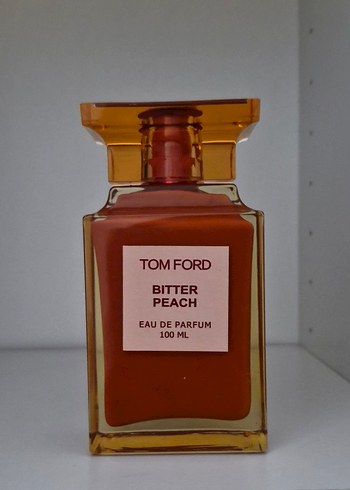 TOM FORD
BITTER
PEACH
EAU DE PARFUM
100 ML